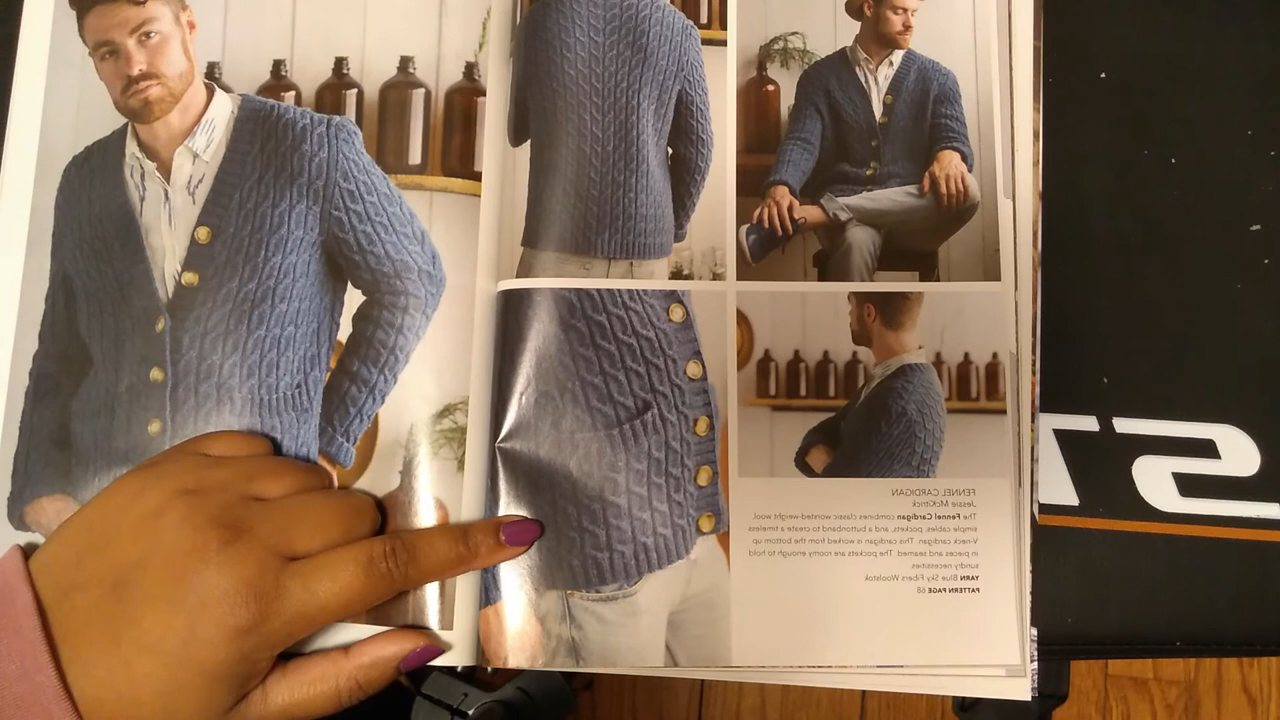 FENNEL CARDIGAN
Jessie McKitrick
The Fennel Cardigan combines classic worsted-weight wool,
simple cables, pockets, and a buttonband to create a timeless
V-neck cardigan. This cardigan is worked from the bottom up
in pieces and seamed. The pockets are roomy enough to hold to
sundry necessities.
YARN Blue Sky Fibers Woolstok
PATTERN PAGE 68